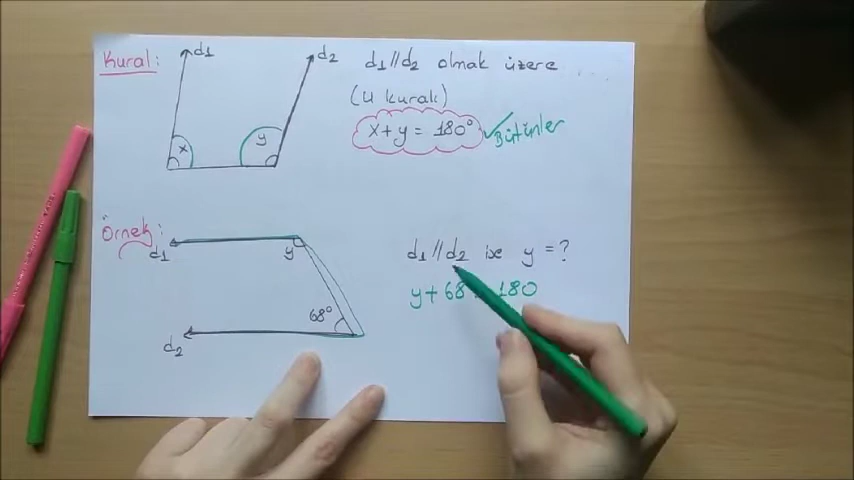 Kural:
d1
d2
d1//d2 olmak üzere
(U kuralı)
x+y = 180°
Bütünler
x
y
Örnek:
d1
y
68°
d2
d1//d2 ise y = ?
y+68 = 180